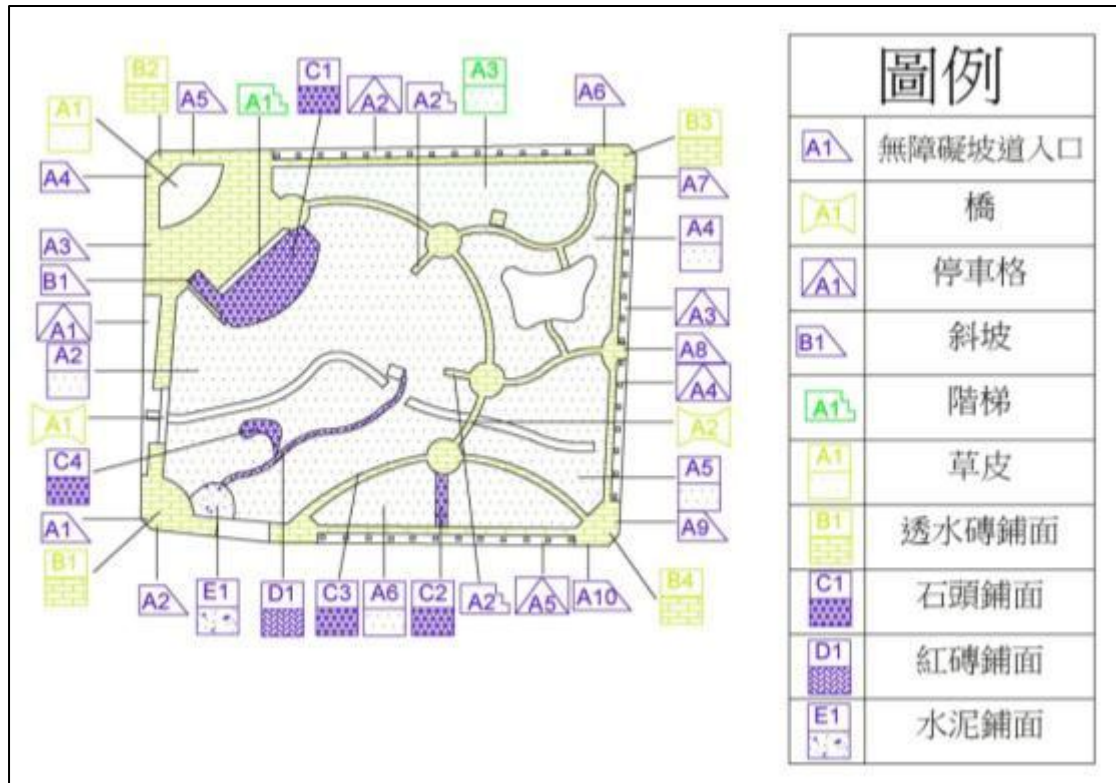 B2
C1
A3
A1
A5
A1
A2
A2
A6
B3
A4
A7
A3
A4
B1
A1
A3
A2
A8
A4
A1
A2
C4
A5
A1
A9
B1
A2
E1
D1
C3
A6
C2
A2
A5
A10
B4
圖例
A1 無障礙坡道入口
A1 橋
A1 停車格
B1 斜坡
A1 階梯
A1 草皮
B1 透水磚鋪面
C1 石頭鋪面
D1 紅磚鋪面
E1 水泥鋪面